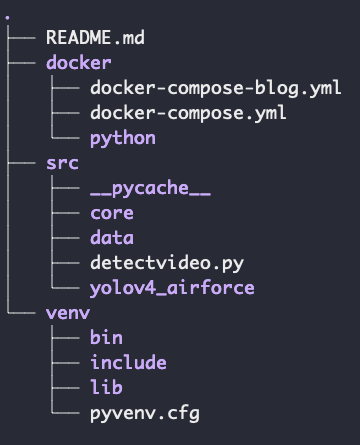 .
├── README.md
├── docker
│   ├── docker-compose-blog.yml
│   ├── docker-compose.yml
│   └── python
├── src
│   ├── __pycache__
│   ├── core
│   ├── data
│   ├── detectvideo.py
│   └── yolov4_airforce
└── venv
    ├── bin
    ├── include
    ├── lib
    └── pyvenv.cfg